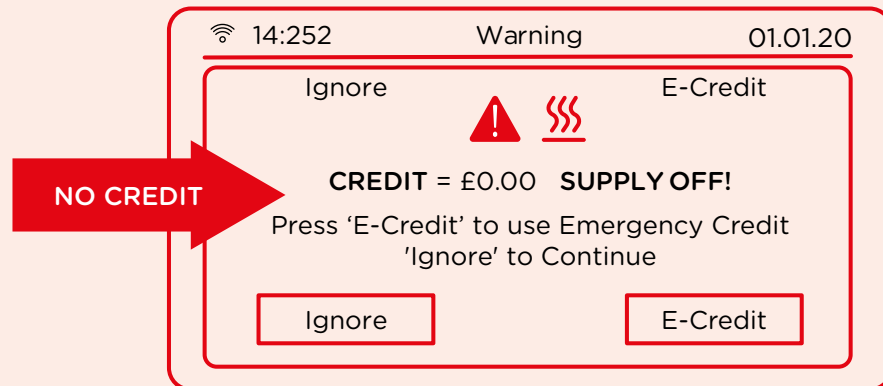 14:252 Warning 01.01.20
Ignore E-Credit
NO CREDIT
CREDIT = £0.00 SUPPLY OFF!
Press ‘E-Credit’ to use Emergency Credit
'Ignore' to Continue
Ignore E-Credit